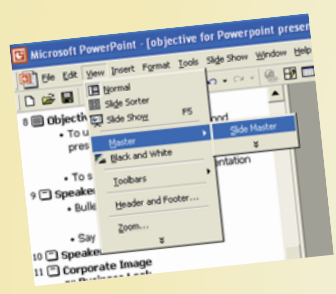 Microsoft PowerPoint - [objective for Powerpoint presen
File Edit View Insert Format Tools Slide Show Window Help
Normal
Slide Sorter
Slide Show F5
Master
Slide Master
Black and White
Toolbars
Header and Footer...
Zoom...
8 Objectiv
• To u
pres
• To s
entation
9 Speake
• Bulle
• Say
10 Speake
11 Corporate Image